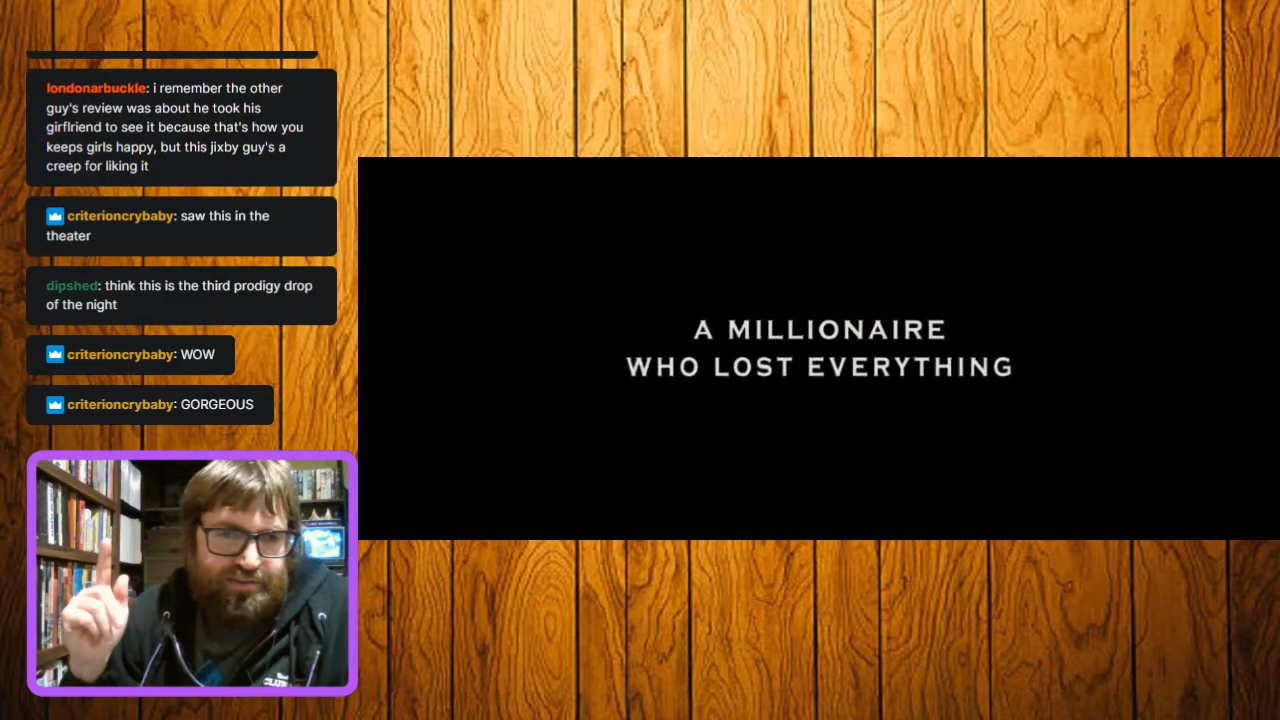 londonarbuckle: i remember the other
guy's review was about he took his
girflriend to see it because that's how you
keeps girls happy, but this jixby guy's a
creep for liking it
criterioncrybaby: saw this in the
theater
dipshed: think this is the third prodigy drop
of the night
criterioncrybaby: WOW
criterioncrybaby: GORGEOUS
A MILLIONAIRE
WHO LOST EVERYTHING